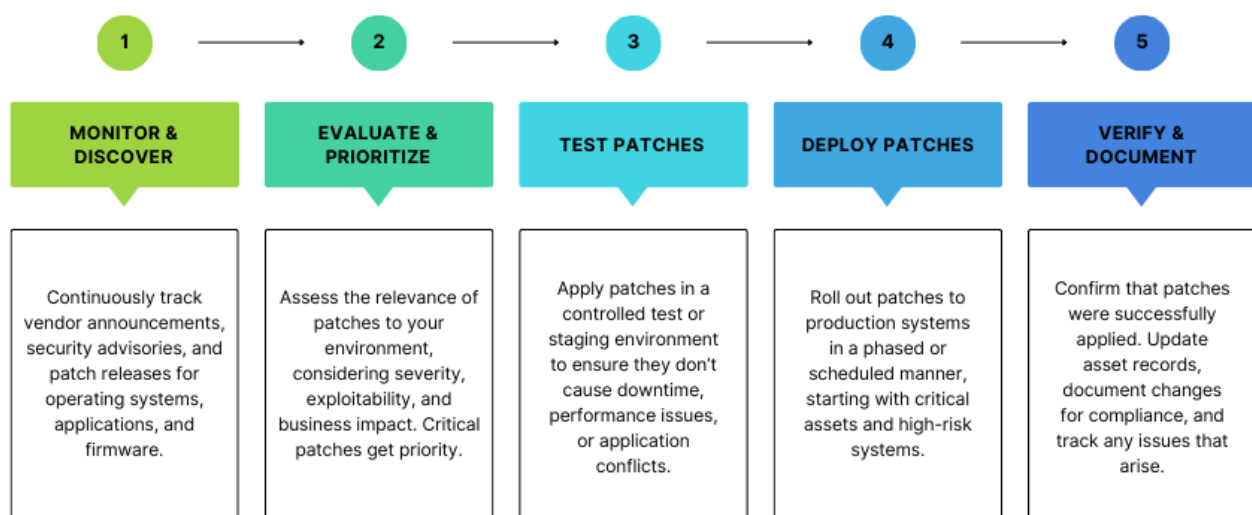 1
2
3
4
5
MONITOR &
DISCOVER
EVALUATE &
PRIORITIZE
TEST PATCHES
DEPLOY PATCHES
VERIFY &
DOCUMENT
Continuously track
vendor announcements,
security advisories, and
patch releases for
operating systems,
applications, and
firmware.
Assess the relevance of
patches to your
environment,
considering severity,
exploitability, and
business impact. Critical
patches get priority.
Apply patches in a
controlled test or
staging environment
to ensure they don’t
cause downtime,
performance issues,
or application
conflicts.
Roll out patches to
production systems
in a phased or
scheduled manner,
starting with critical
assets and high-risk
systems.
Confirm that patches
were successfully
applied. Update
asset records,
document changes
for compliance, and
track any issues that
arise.